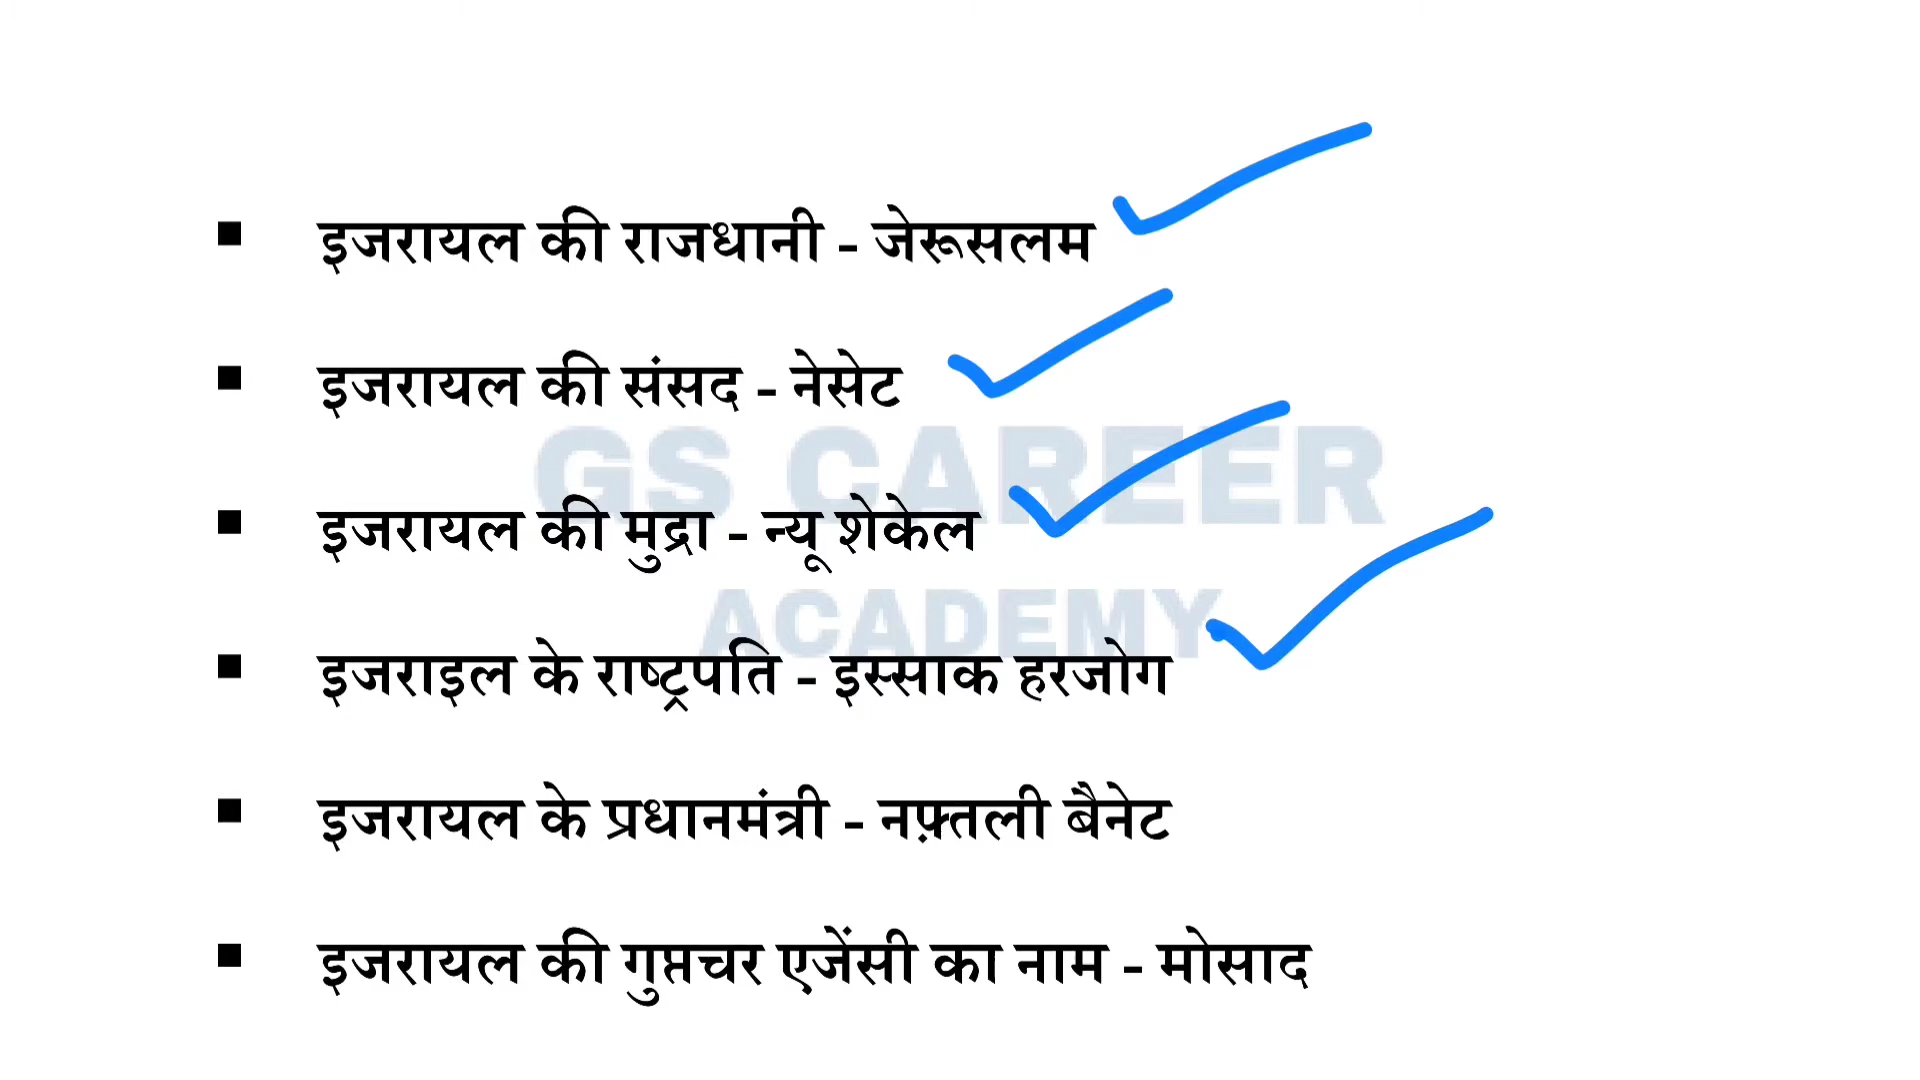 ▪ इजरायल की राजधानी - जेरूसलम
▪ इजरायल की संसद - नेसेट
▪ इजरायल की मुद्रा - न्यू शेकेल
▪ इजराइल के राष्ट्रपति - इस्साक हरजोग
▪ इजरायल के प्रधानमंत्री - नफ़्तली बैनेट
▪ इजरायल की गुप्तचर एजेंसी का नाम - मोसाद
GS CAREER
ACADEMY